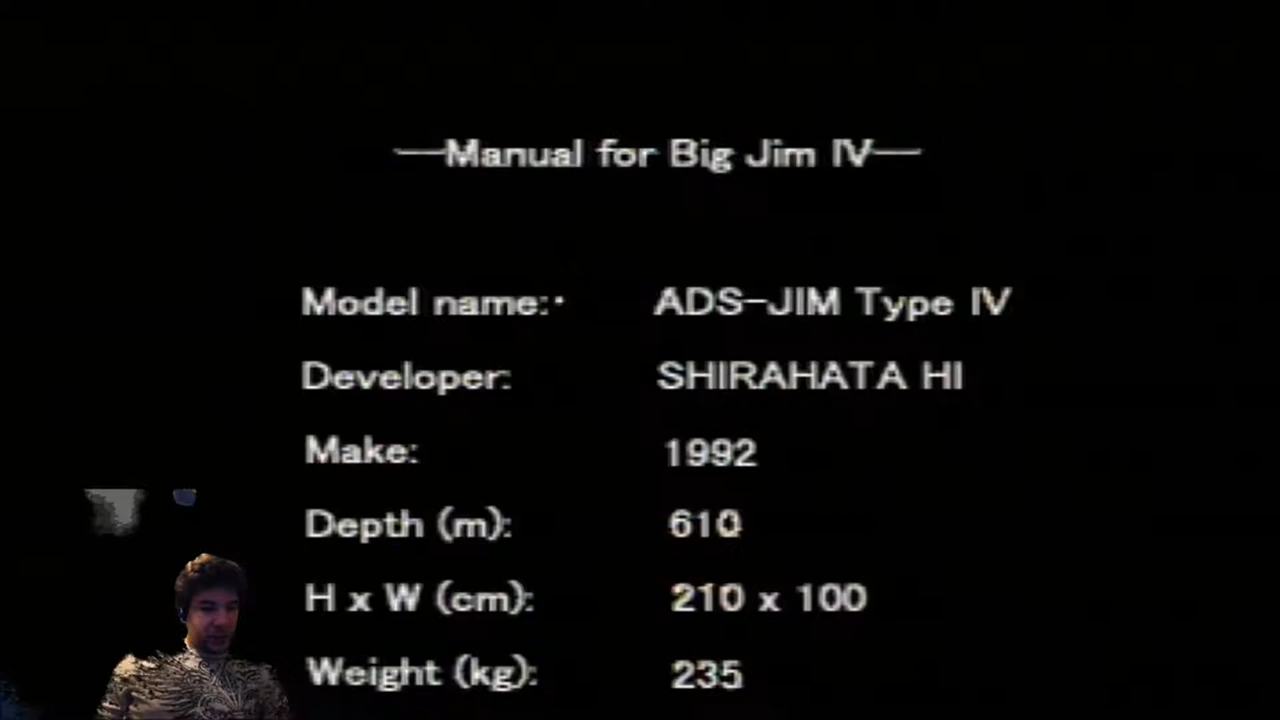 —Manual for Big Jim IV—
Model name:· ADS-JIM Type IV
Developer: SHIRAHATA HI
Make: 1992
Depth (m): 610
H x W (cm): 210 x 100
Weight (kg): 235